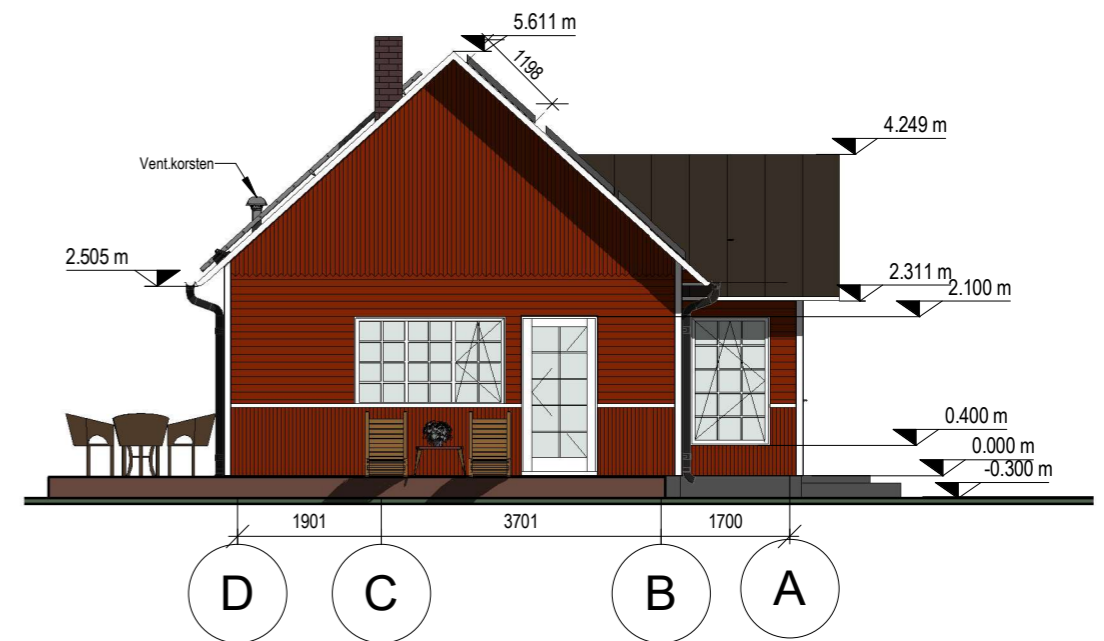 5.611 m
1198
4.249 m
Vent.korsten
2.505 m
2.311 m
2.100 m
0.400 m
0.000 m
-0.300 m
1901 3701 1700
D C B A